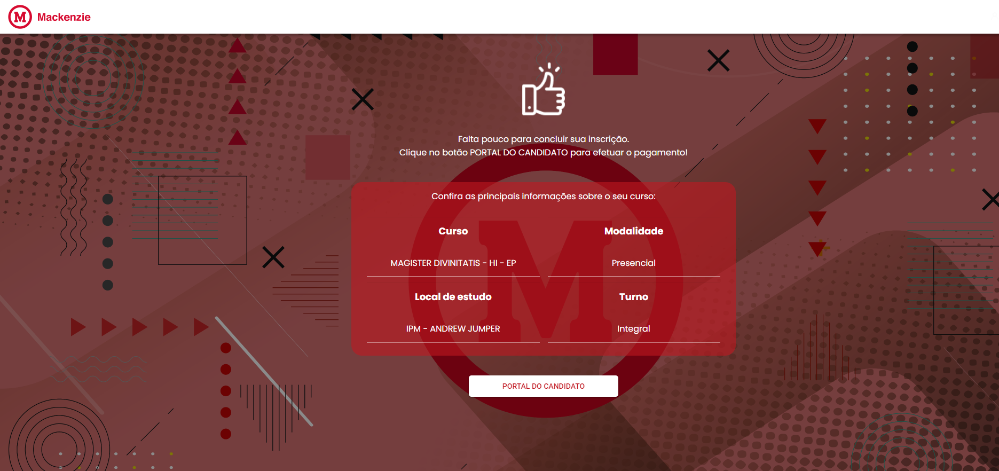 M Mackenzie
Falta pouco para concluir sua inscrição.
Clique no botão PORTAL DO CANDIDATO para efetuar o pagamento!
Confira as principais informações sobre o seu curso:
Curso
MAGISTER DIVINITATIS - HI - EP
Modalidade
Presencial
Local de estudo
IPM - ANDREW JUMPER
Turno
Integral
M
PORTAL DO CANDIDATO